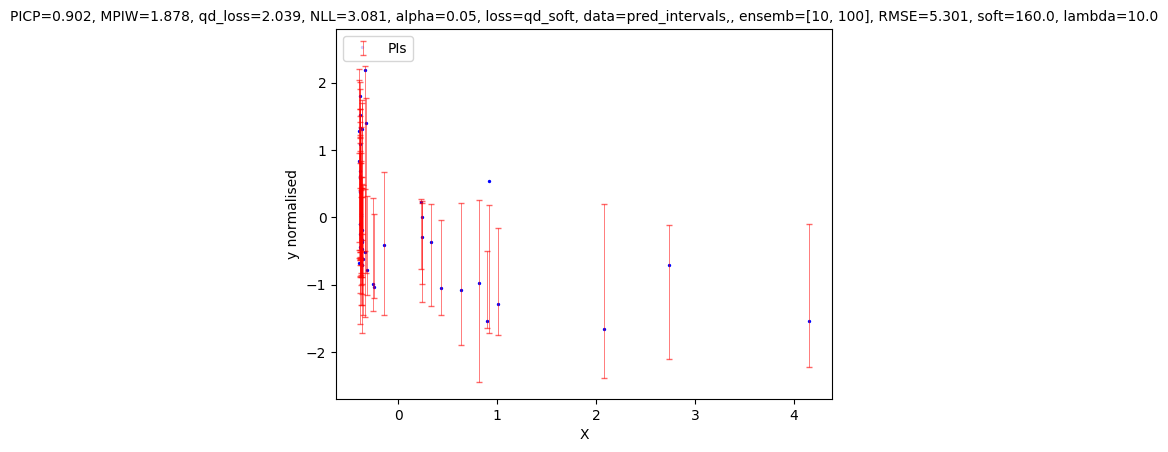 PICP=0.902, MPIW=1.878, qd_loss=2.039, NLL=3.081, alpha=0.05, loss=qd_soft, data=pred_intervals,, ensemb=[10, 100], RMSE=5.301, soft=160.0, lambda=10.0
PIs
2
1
0
−1
−2
y normalised
0 1 2 3 4
X